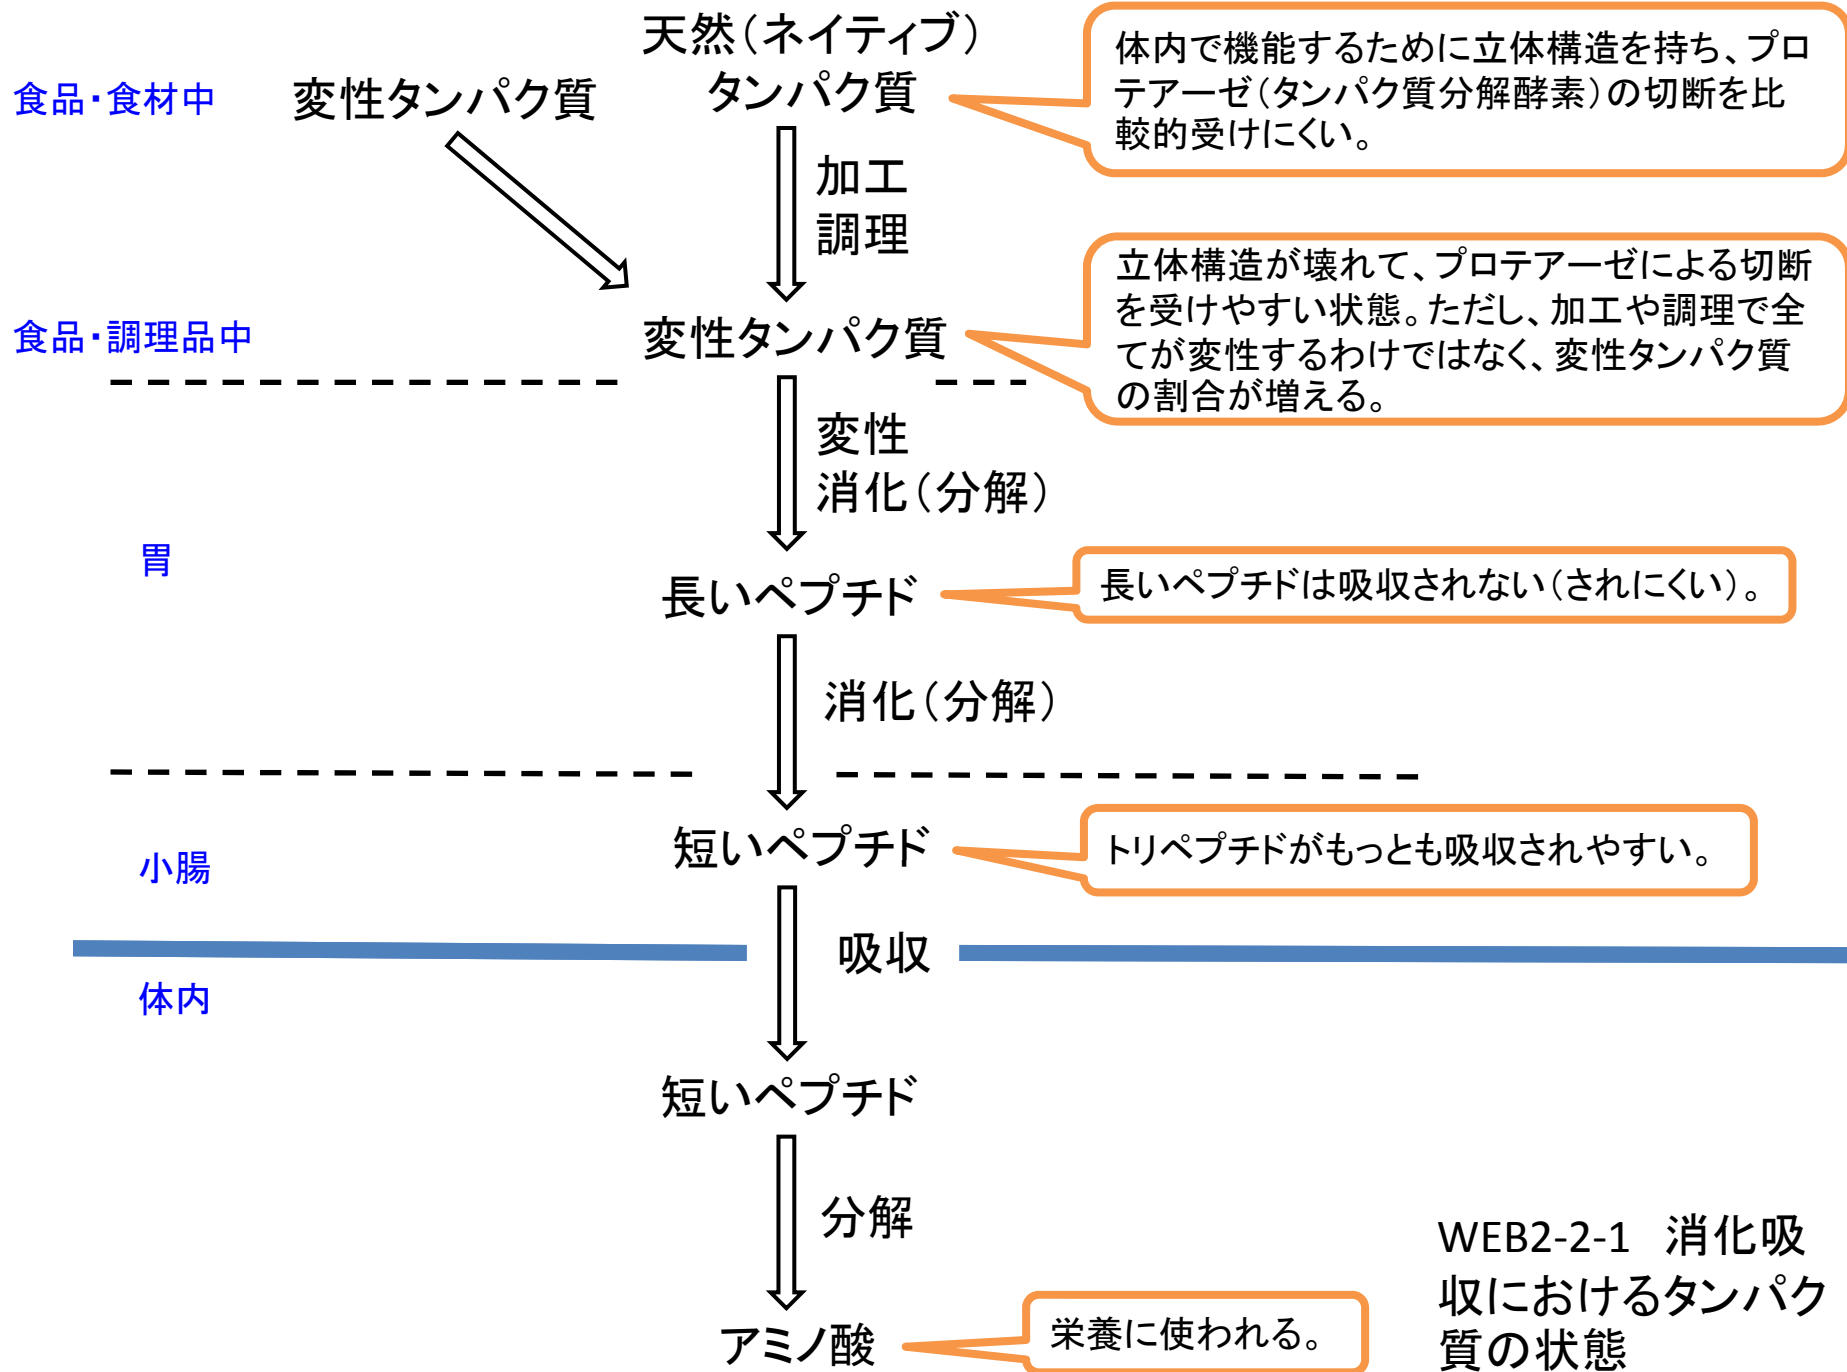 天然(ネイティブ)
タンパク質
食品・食材中
変性タンパク質
体内で機能するために立体構造を持ち、プロ
テアーゼ(タンパク質分解酵素)の切断を比
較的受けにくい。
加工
調理
立体構造が壊れて、プロテアーゼによる切断
を受けやすい状態。ただし、加工や調理で全
てが変性するわけではなく、変性タンパク質
の割合が増える。
食品・調理品中
変性タンパク質
変性
消化(分解)
胃
長いペプチド
長いペプチドは吸収されない(されにくい)。
消化(分解)
短いペプチド
トリペプチドがもっとも吸収されやすい。
小腸
吸収
体内
短いペプチド
分解
アミノ酸
栄養に使われる。
WEB2-2-1 消化吸
収におけるタンパク
質の状態